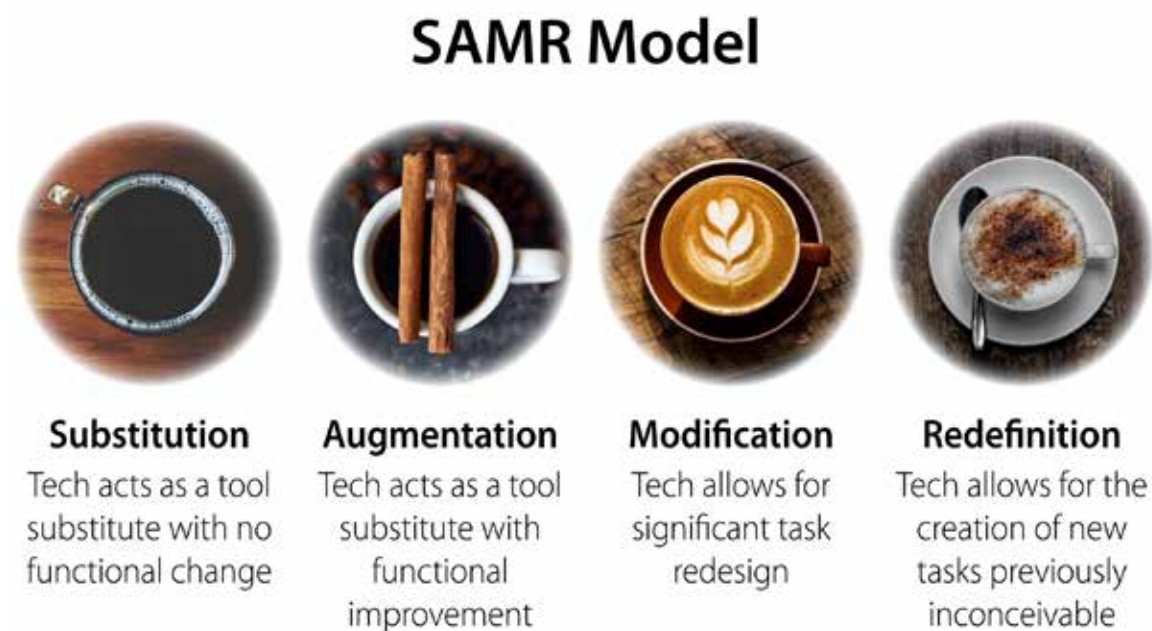 SAMR Model
Substitution
Tech acts as a tool
substitute with no
functional change
Augmentation
Tech acts as a tool
substitute with
functional
improvement
Modification
Tech allows for
significant task
redesign
Redefinition
Tech allows for the
creation of new
tasks previously
inconceivable